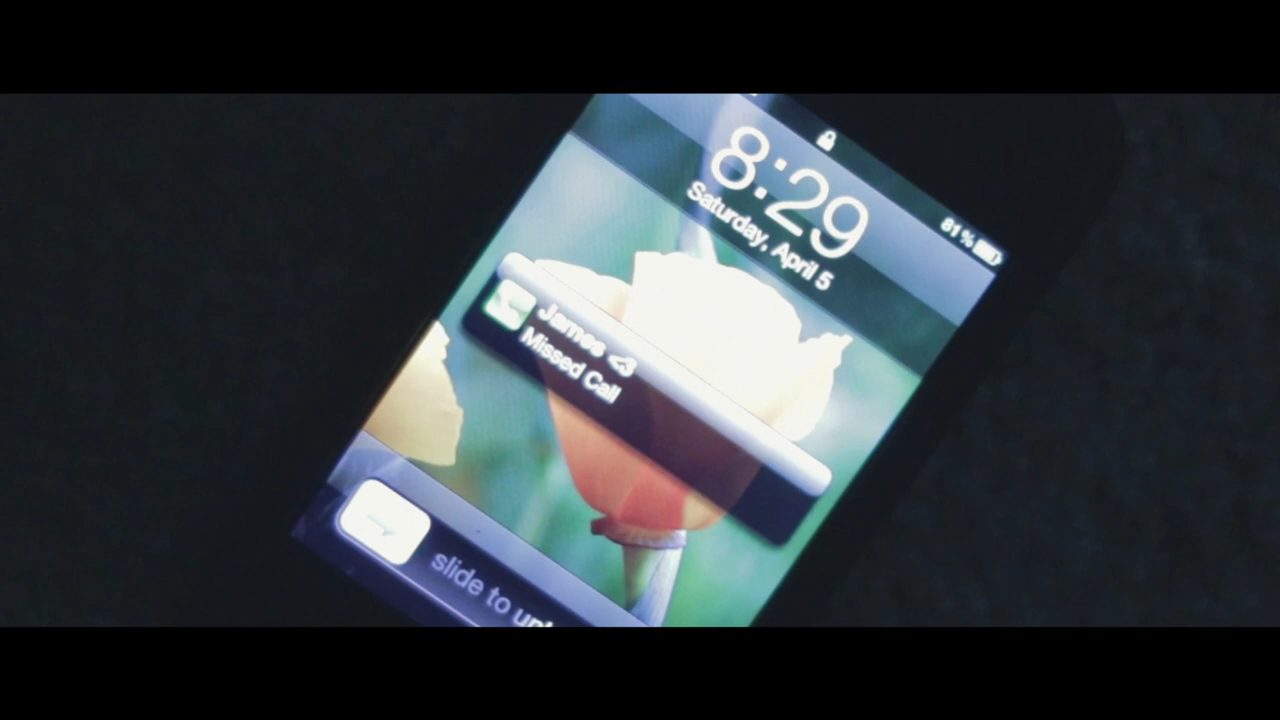 81%
8:29
Saturday, April 5
James <3
Missed Call
slide to